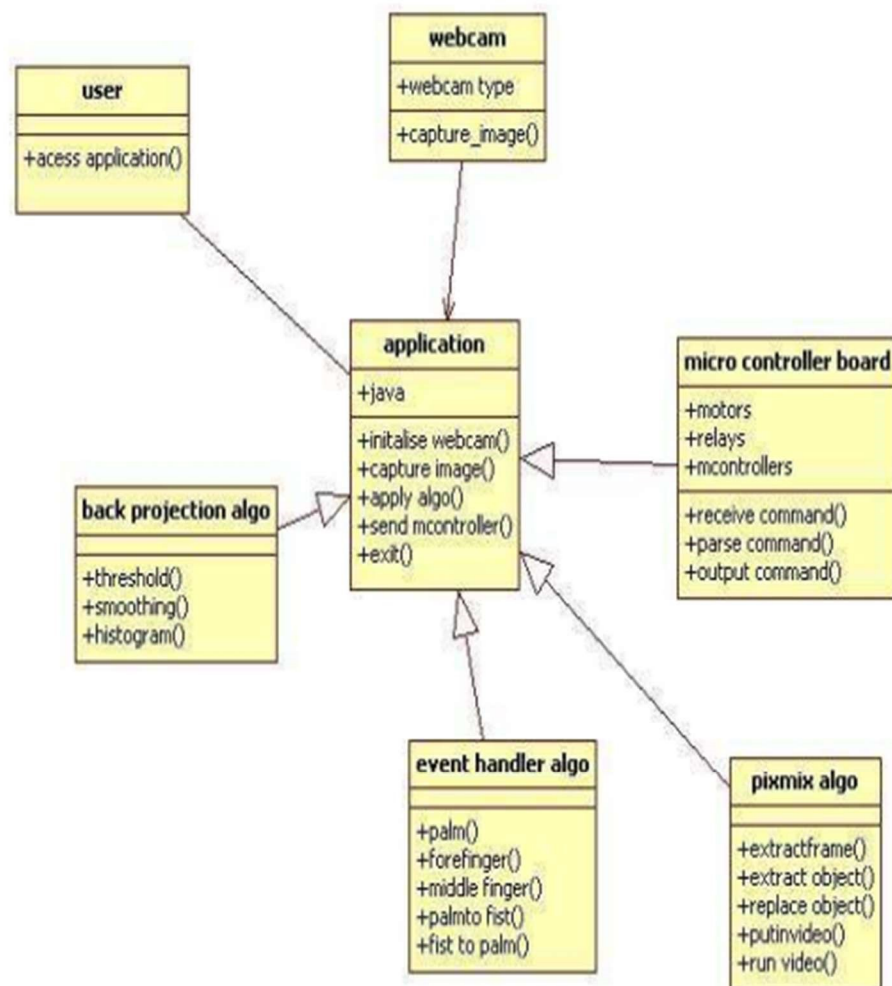 webcam
+webcam type
+capture_image()
user
+acess application()
application
+java
+initalise webcam()
+capture image()
+apply algo()
+send mcontroller()
+exit()
micro controller board
+motors
+relays
+mcontrollers
+receive command()
+parse command()
+output command()
back projection algo
+threshold()
+smoothing()
+histogram()
event handler algo
+palm()
+forefinger()
+middle finger()
+palmto fist()
+fist to palm()
pixmix algo
+extractframe()
+extract object()
+replace object()
+putinvideo()
+run video()